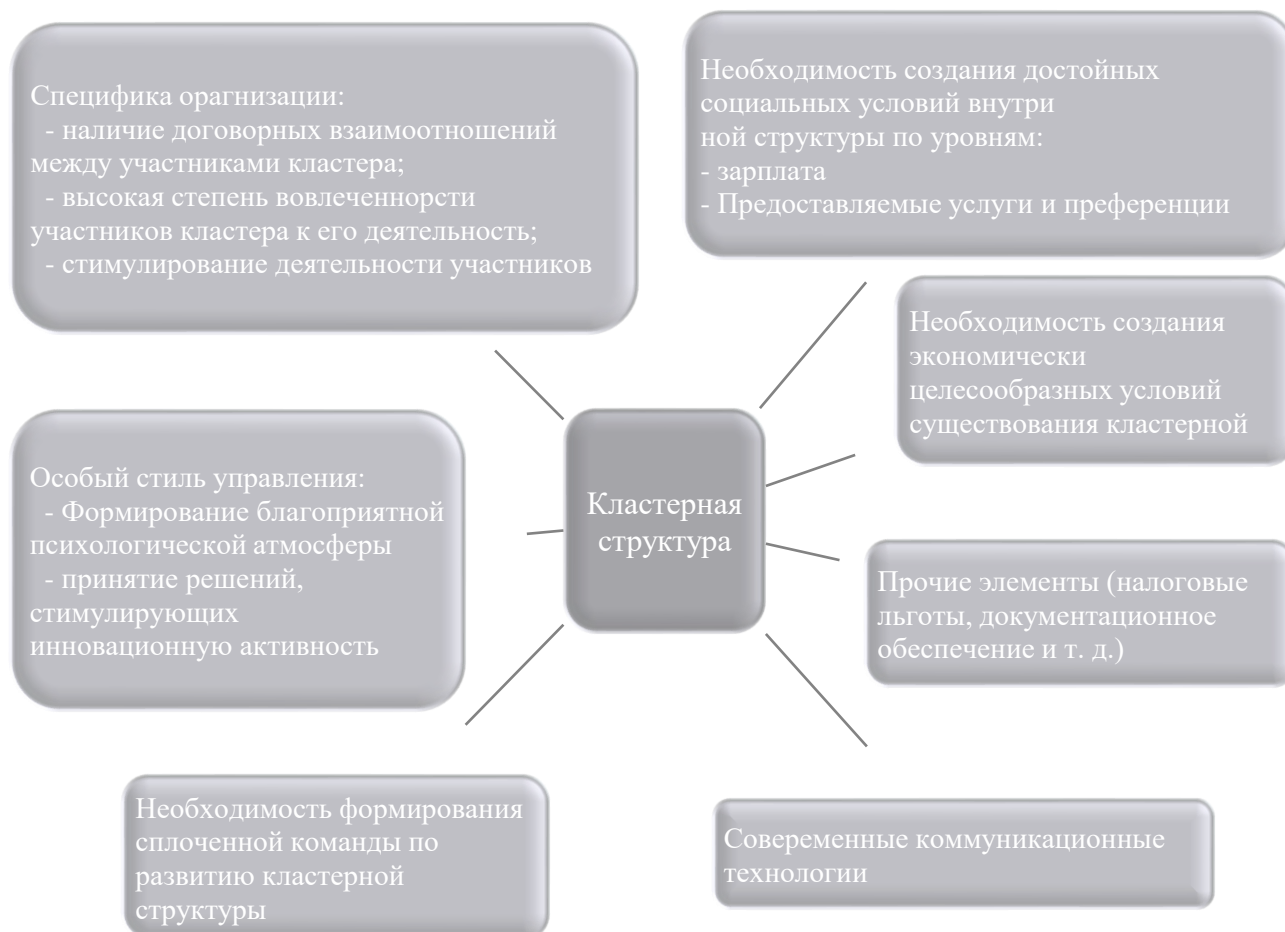 Специфика орагнизации:
- наличие договорных взаимоотношений
между участниками кластера;
- высокая степень вовлеченнорсти
участников кластера к его деятельность;
- стимулирование деятельности участников
Необходимость создания достойных
социальных условий внутри
ной структуры по уровням:
- зарплата
- Предоставляемые услуги и преференции
Необходимость создания
экономически
целесообразных условий
существования кластерной
Особый стиль управления:
- Формирование благоприятной
психологической атмосферы
- принятие решений,
стимулирующих
инновационную активность
Кластерная
структура
Прочие элементы (налоговые
льготы, документационное
обеспечение и т. д.)
Необходимость формирования
сплоченной команды по
развитию кластерной
структуры
Совеременные коммуникационные
технологии